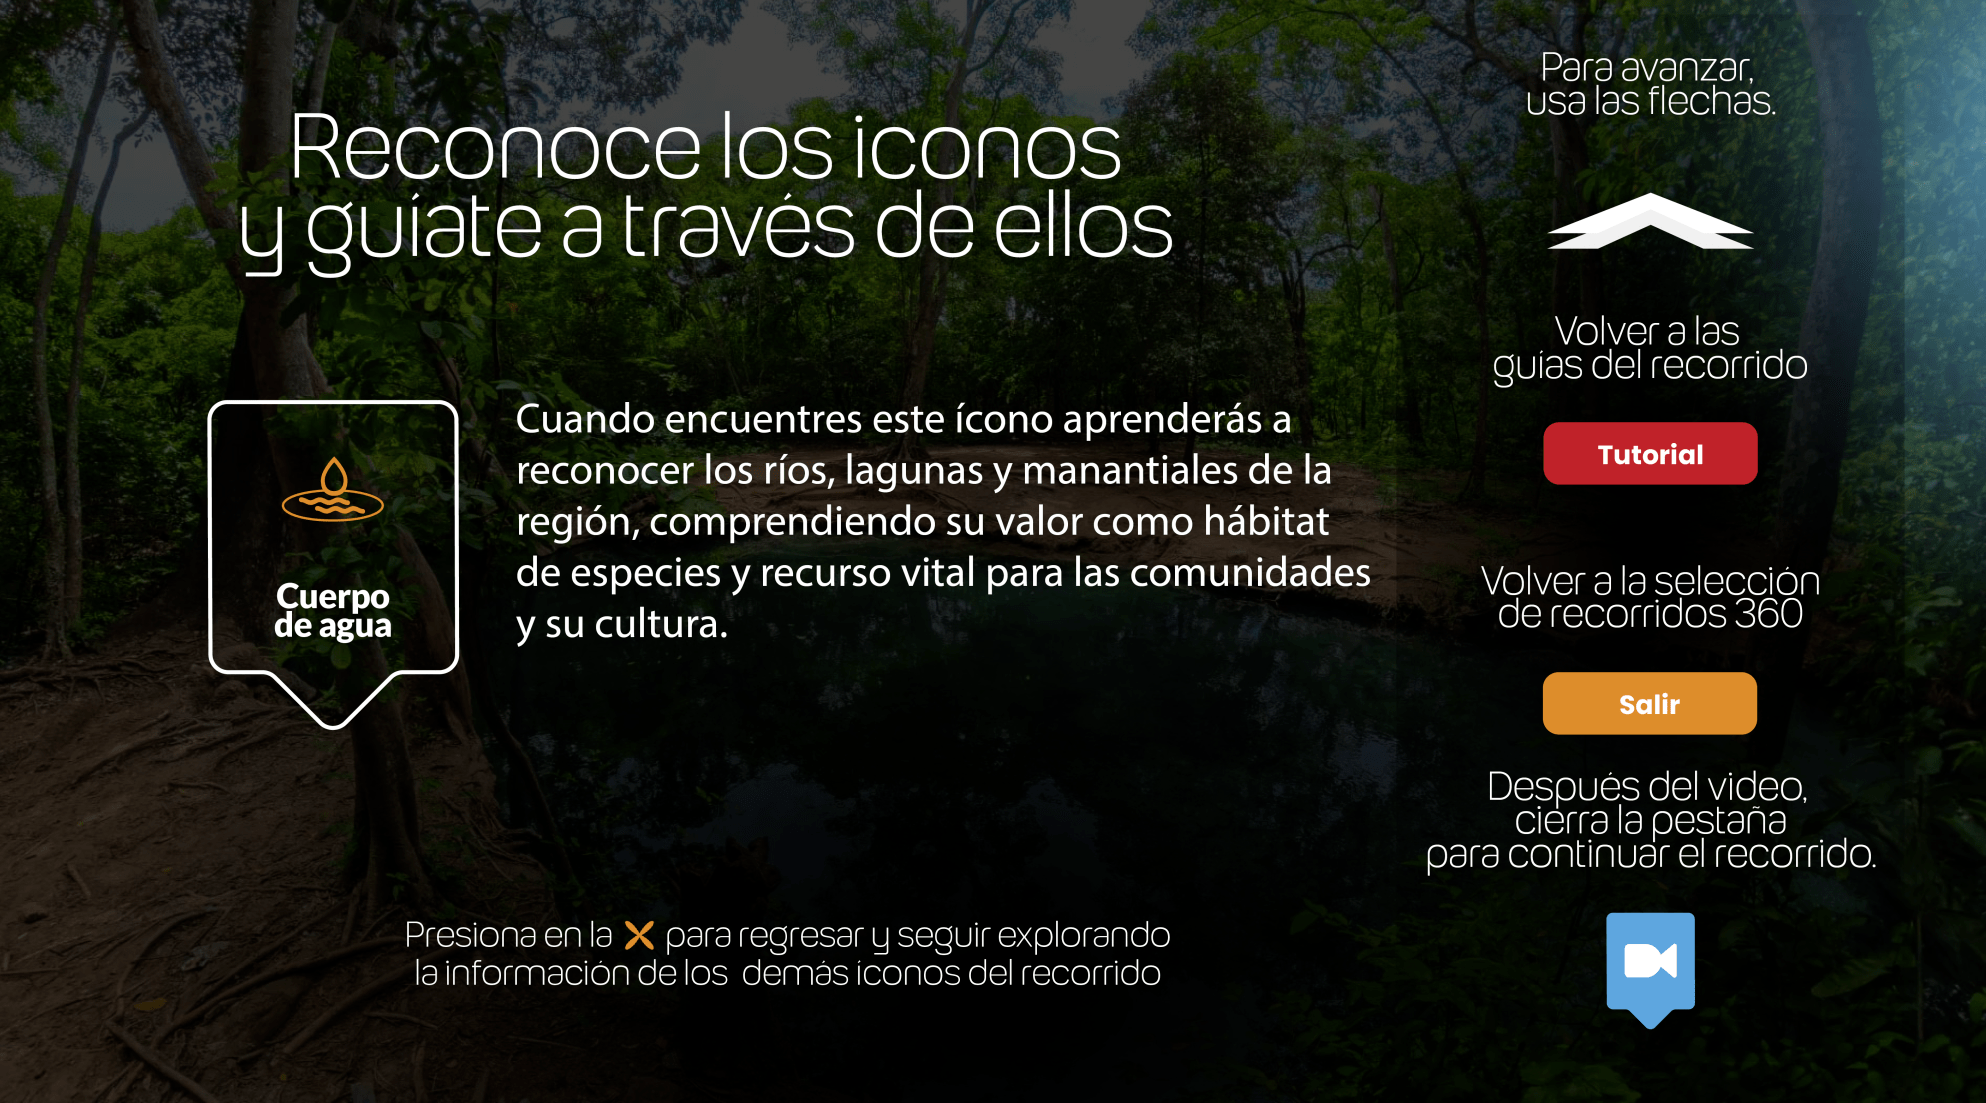 Reconoce los iconos
y guíate a través de ellos
Cuerpo
de agua
Cuando encuentres este ícono aprenderás a
reconocer los ríos, lagunas y manantiales de la
región, comprendiendo su valor como hábitat
de especies y recurso vital para las comunidades
y su cultura.
Presiona en la para regresar y seguir explorando
la información de los demás íconos del recorrido
Para avanzar,
usa las flechas.
Volver a las
guías del recorrido
Tutorial
Volver a la selección
de recorridos 360
Salir
Después del video,
cierra la pestaña
para continuar el recorrido.